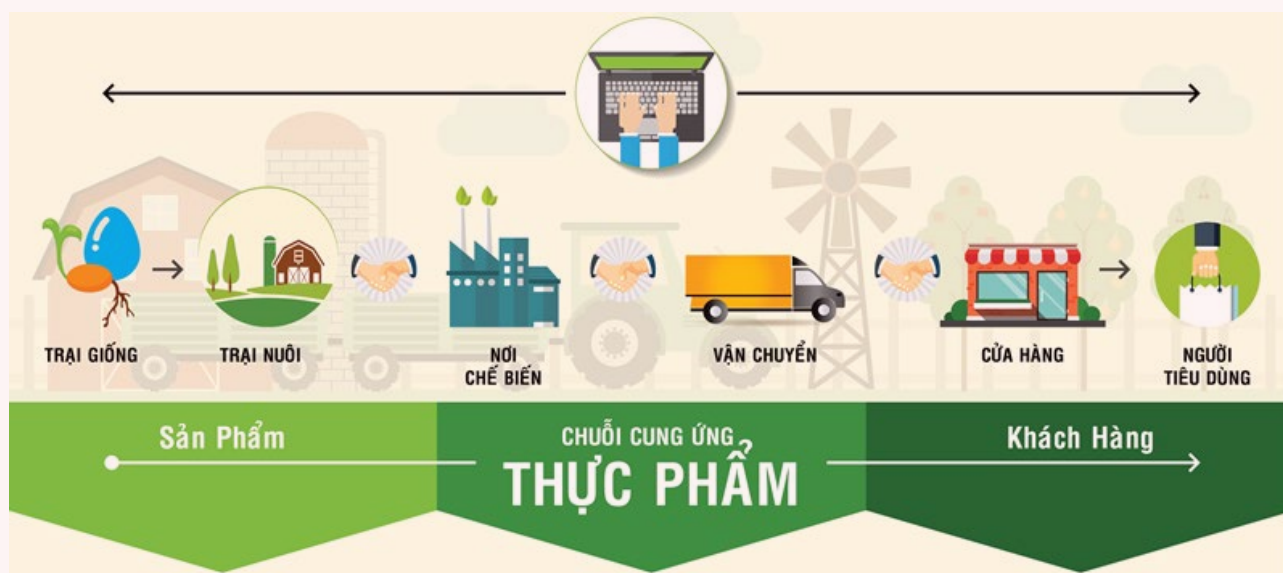 TRẠI GIỐNG
TRẠI NUÔI
NƠI
CHẾ BIẾN
VẬN CHUYỂN
CỬA HÀNG
NGƯỜI
TIÊU DÙNG
Sản Phẩm
CHUỖI CUNG ỨNG
THỰC PHẨM
Khách Hàng